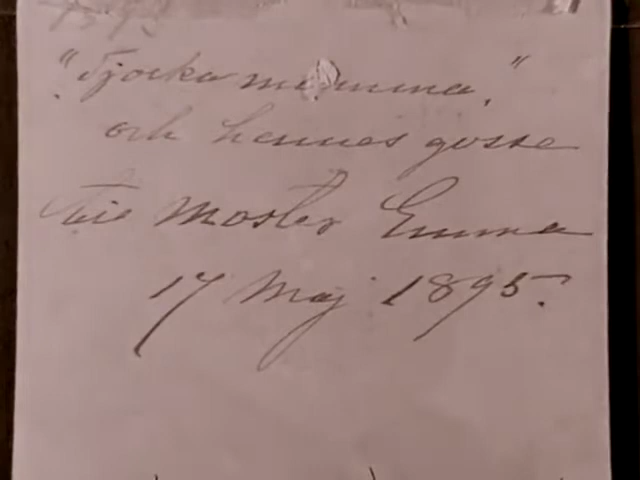 "Tjocka mamma."
och hennes gosse
till Moster Emma
17 Maj 1895.